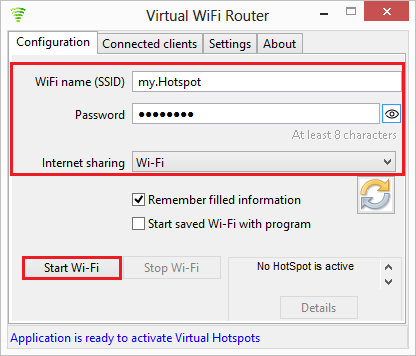 Virtual WiFi Router
Configuration Connected clients Settings About
WiFi name (SSID) my.Hotspot
Password ●●●●●●●●
At least 8 characters
Internet sharing Wi-Fi
Remember filled information
Start saved Wi-Fi with program
Start Wi-Fi Stop Wi-Fi No HotSpot is active
Details
Application is ready to activate Virtual Hotspots